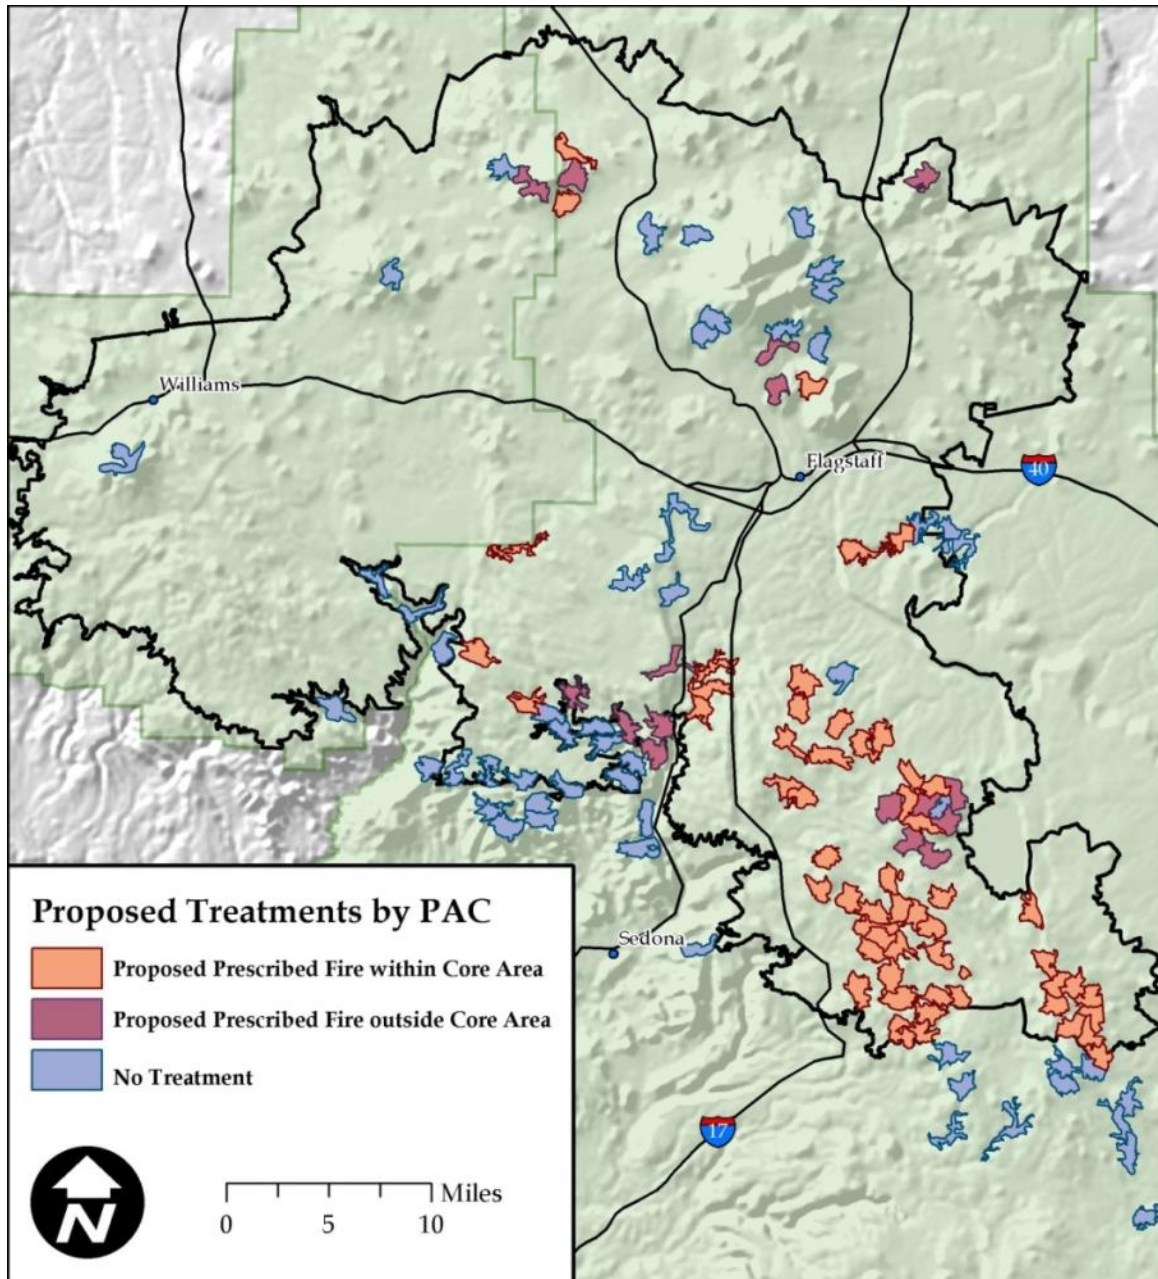 Williams
Flagstaff
40
Proposed Treatments by PAC
Proposed Prescribed Fire within Core Area
Sedona
Proposed Prescribed Fire outside Core Area
No Treatment
17
N
Miles
0 5 10